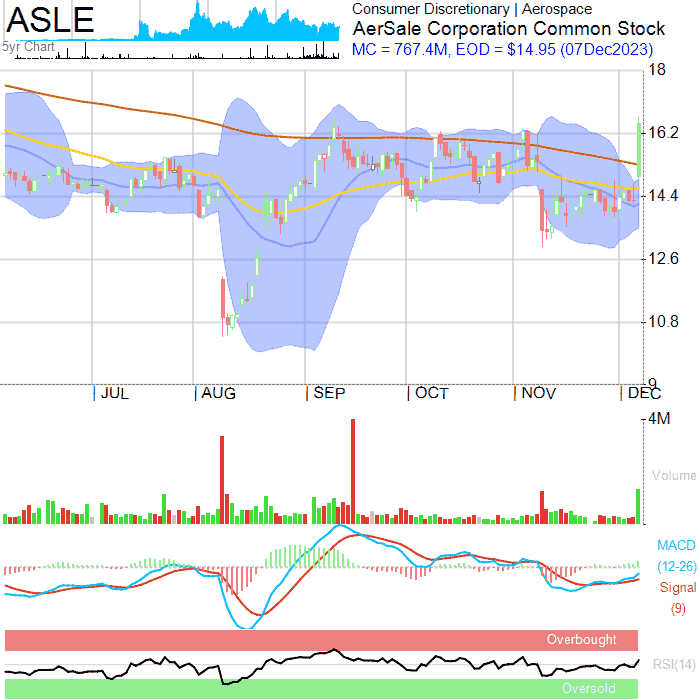 ASLE
5yr Chart
Consumer Discretionary | Aerospace
AerSale Corporation Common Stock
MC = 767.4M, EOD = $14.95 (07Dec2023)
18
16.2
14.4
12.6
10.8
9
JUL AUG SEP OCT NOV DEC
4M
Volume
MACD
(12-26)
Signal
(9)
Overbought
RSI(14)
Oversold